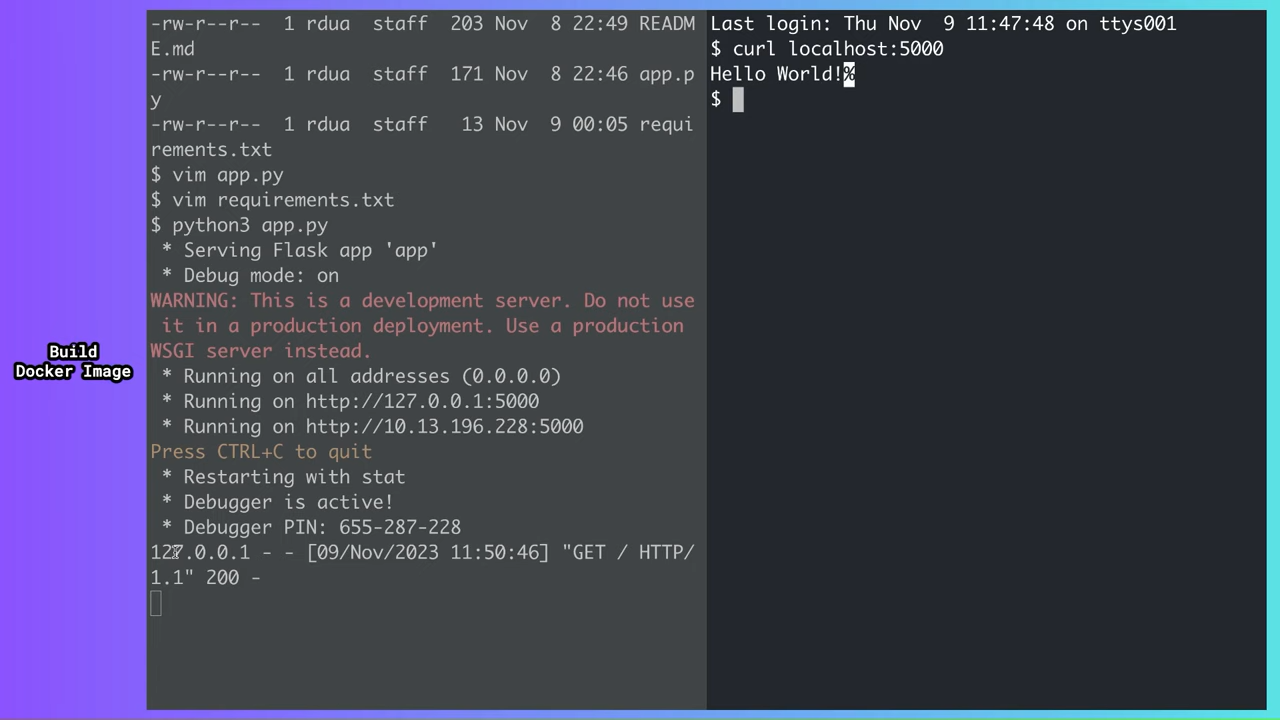 Build
Docker Image
-rw-r--r--  1 rdua  staff  203 Nov  8 22:49 READM
E.md
-rw-r--r--  1 rdua  staff  171 Nov  8 22:46 app.p
y
-rw-r--r--  1 rdua  staff   13 Nov  9 00:05 requi
rements.txt
$ vim app.py
$ vim requirements.txt
$ python3 app.py
 * Serving Flask app 'app'
 * Debug mode: on
WARNING: This is a development server. Do not use
 it in a production deployment. Use a production
WSGI server instead.
 * Running on all addresses (0.0.0.0)
 * Running on http://127.0.0.1:5000
 * Running on http://10.13.196.228:5000
Press CTRL+C to quit
 * Restarting with stat
 * Debugger is active!
 * Debugger PIN: 655-287-228
127.0.0.1 - - [09/Nov/2023 11:50:46] "GET / HTTP/
1.1" 200 -
Last login: Thu Nov  9 11:47:48 on ttys001
$ curl localhost:5000
Hello World!%
$